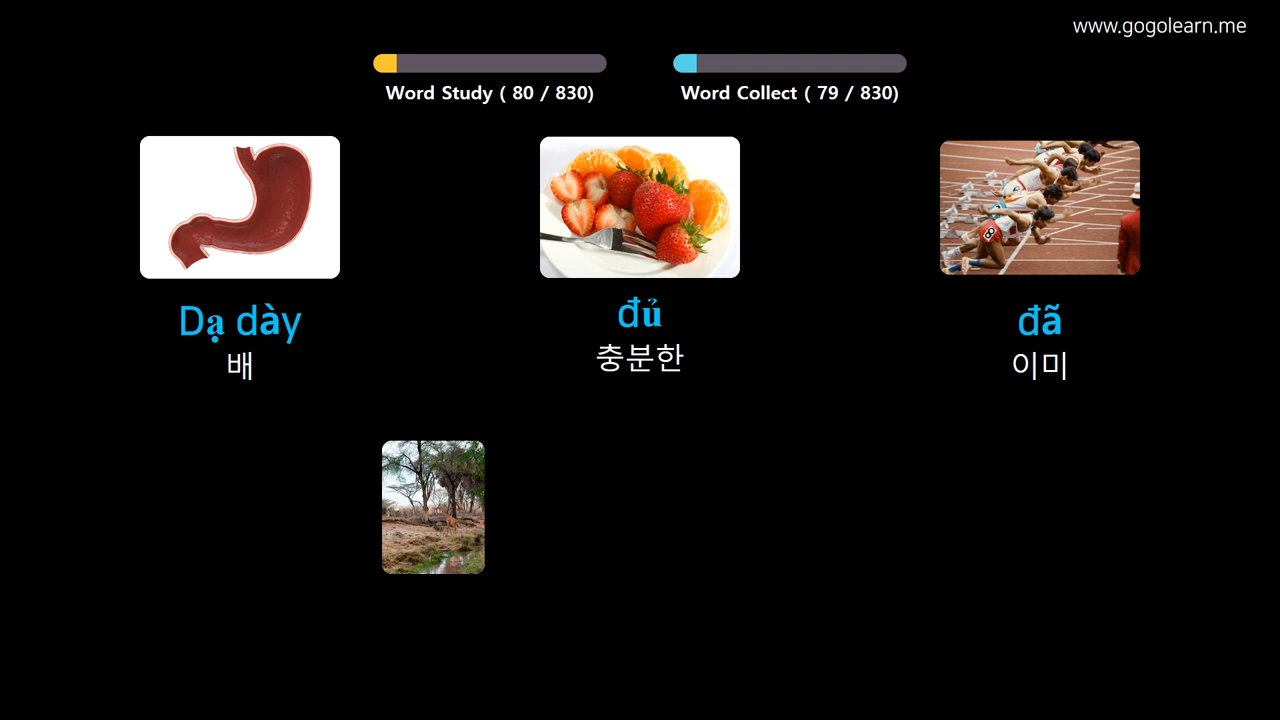 www.gogolearn.me
Word Study ( 80 / 830)
Word Collect ( 79 / 830)
Dạ dày
배
đủ
충분한
đã
이미